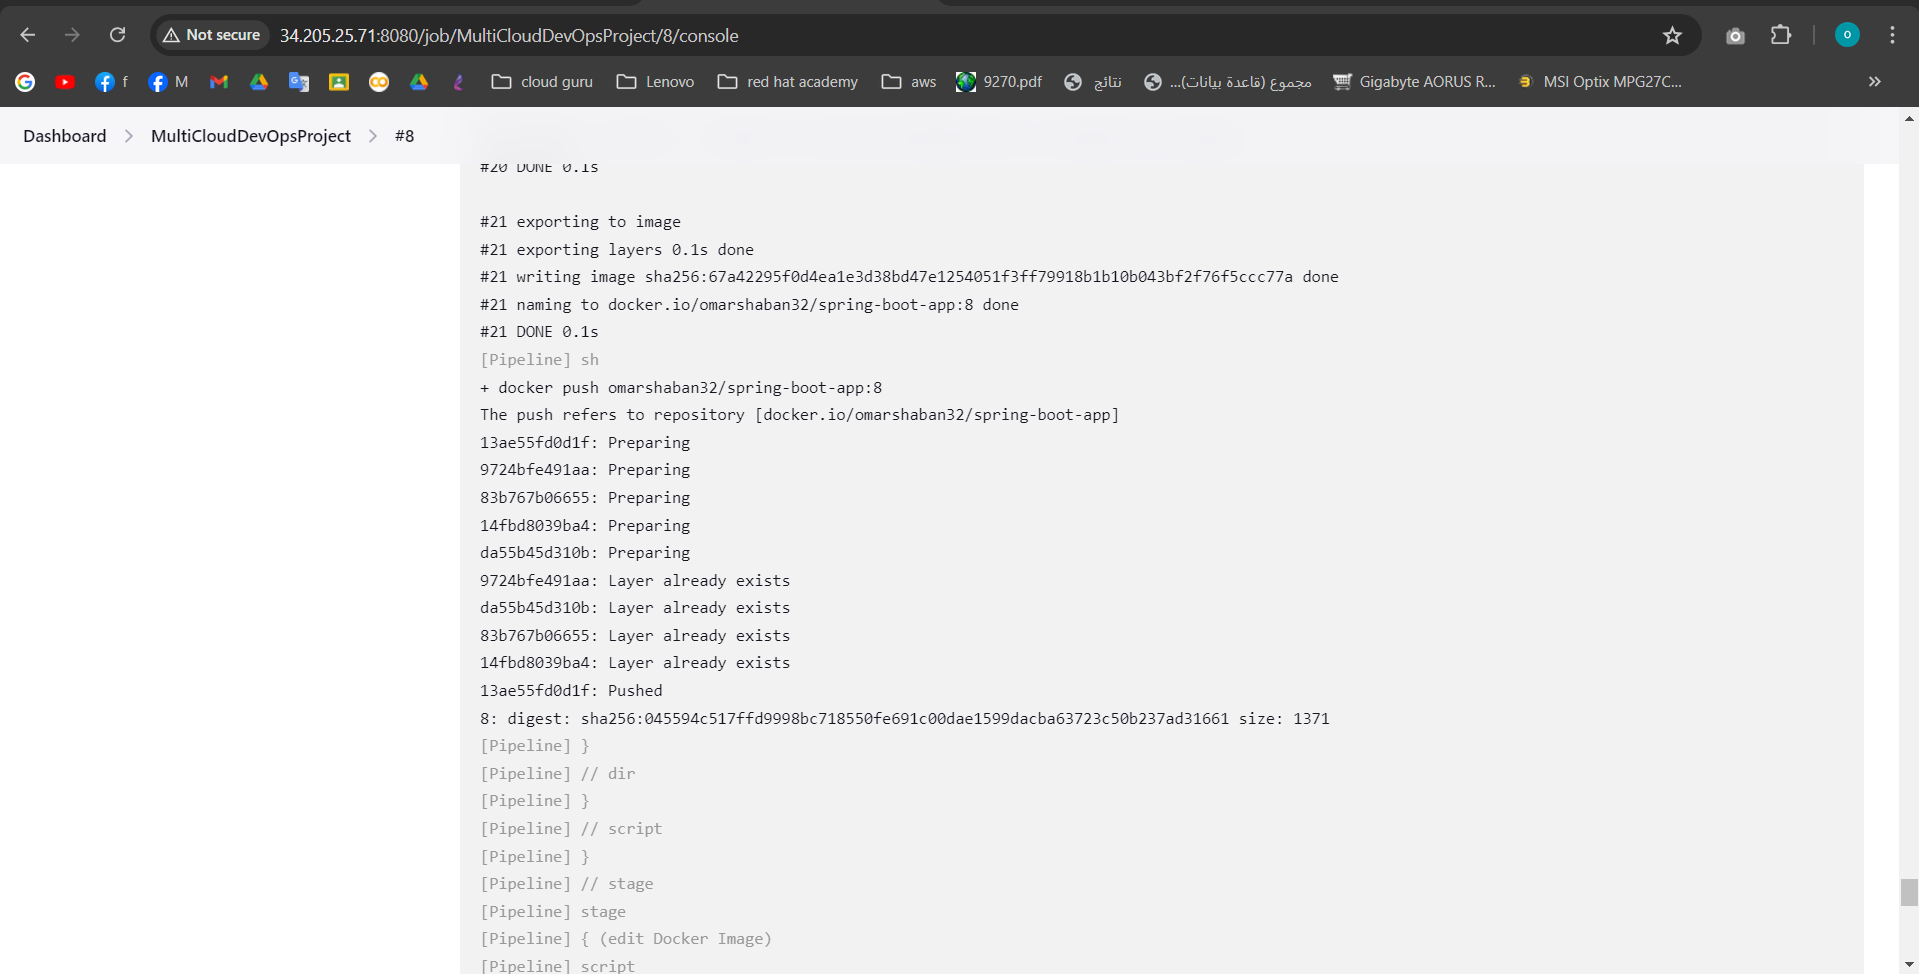 Not secure 34.205.25.71:8080/job/MultiCloudDevOpsProject/8/console o
f M cloud guru Lenovo red hat academy aws 9270.pdf نتائج مجموع (قاعدة بيانات)... Gigabyte AORUS R... MSI Optix MPG27C... »
Dashboard > MultiCloudDevOpsProject > #8
#20 DONE 0.1s
#21 exporting to image
#21 exporting layers 0.1s done
#21 writing image sha256:67a42295f0d4ea1e3d38bd47e1254051f3ff79918b1b10b043bf2f76f5ccc77a done
#21 naming to docker.io/omarshaban32/spring-boot-app:8 done
#21 DONE 0.1s
[Pipeline] sh
+ docker push omarshaban32/spring-boot-app:8
The push refers to repository [docker.io/omarshaban32/spring-boot-app]
13ae55fd0d1f: Preparing
9724bfe491aa: Preparing
83b767b06655: Preparing
14fbd8039ba4: Preparing
da55b45d310b: Preparing
9724bfe491aa: Layer already exists
da55b45d310b: Layer already exists
83b767b06655: Layer already exists
14fbd8039ba4: Layer already exists
13ae55fd0d1f: Pushed
8: digest: sha256:045594c517ffd9998bc718550fe691c00dae1599dacba63723c50b237ad31661 size: 1371
[Pipeline] }
[Pipeline] // dir
[Pipeline] }
[Pipeline] // script
[Pipeline] }
[Pipeline] // stage
[Pipeline] stage
[Pipeline] { (edit Docker Image)
[Pipeline] script